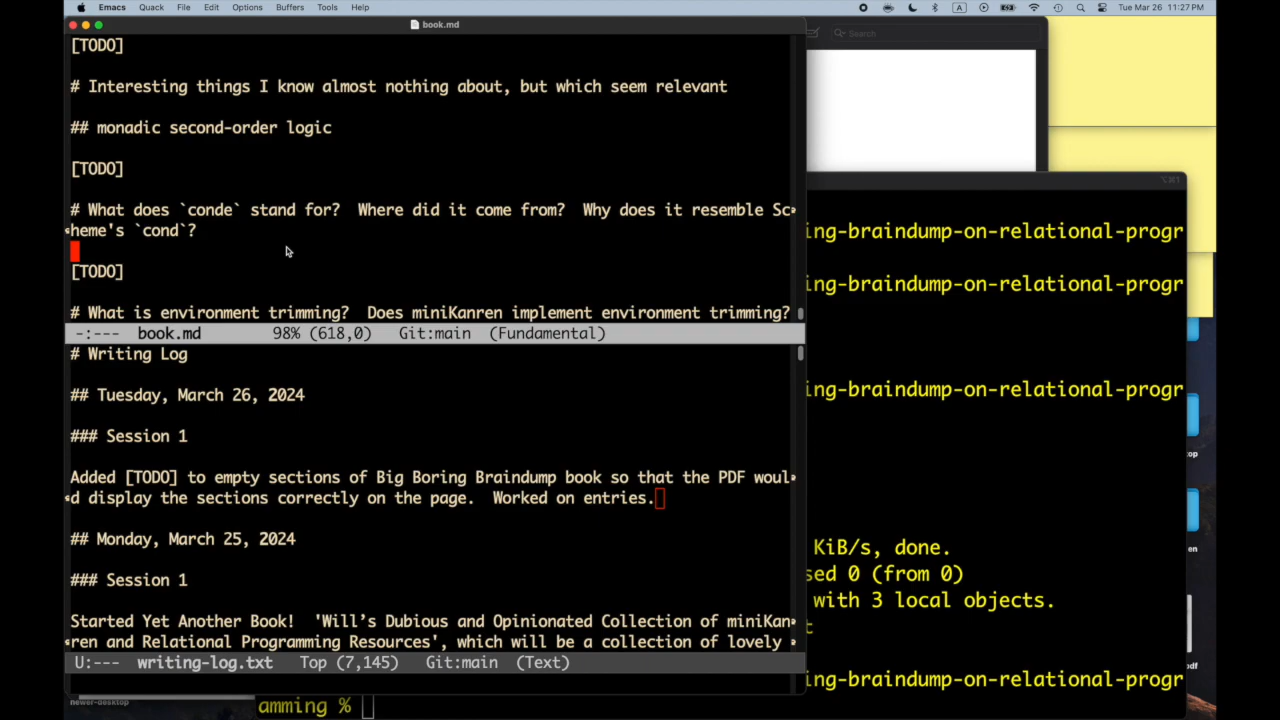 Emacs Quack File Edit Options Buffers Tools Help
A
Tue Mar 26 11:27 PM
book.md
[TODO]
# Interesting things I know almost nothing about, but which seem relevant
## monadic second-order logic
[TODO]
# What does `conde` stand for?  Where did it come from?  Why does it resemble Sc
heme's `cond`?
[TODO]
# What is environment trimming?  Does miniKanren implement environment trimming?
-:--- book.md 98% (618,0) Git:main (Fundamental)
# Writing Log
## Tuesday, March 26, 2024
### Session 1
Added [TODO] to empty sections of Big Boring Braindump book so that the PDF woul
d display the sections correctly on the page.  Worked on entries.
## Monday, March 25, 2024
### Session 1
Started Yet Another Book!  'Will’s Dubious and Opinionated Collection of miniKan
ren and Relational Programming Resources', which will be a collection of lovely
U:--- writing-log.txt Top (7,145) Git:main (Text)
Search
⌥⌘1
ing-braindump-on-relational-progr
ing-braindump-on-relational-progr
ing-braindump-on-relational-progr
KiB/s, done.
sed 0 (from 0)
with 3 local objects.
t
ing-braindump-on-relational-progr
amming %
newer-desktop
top
en
pdf